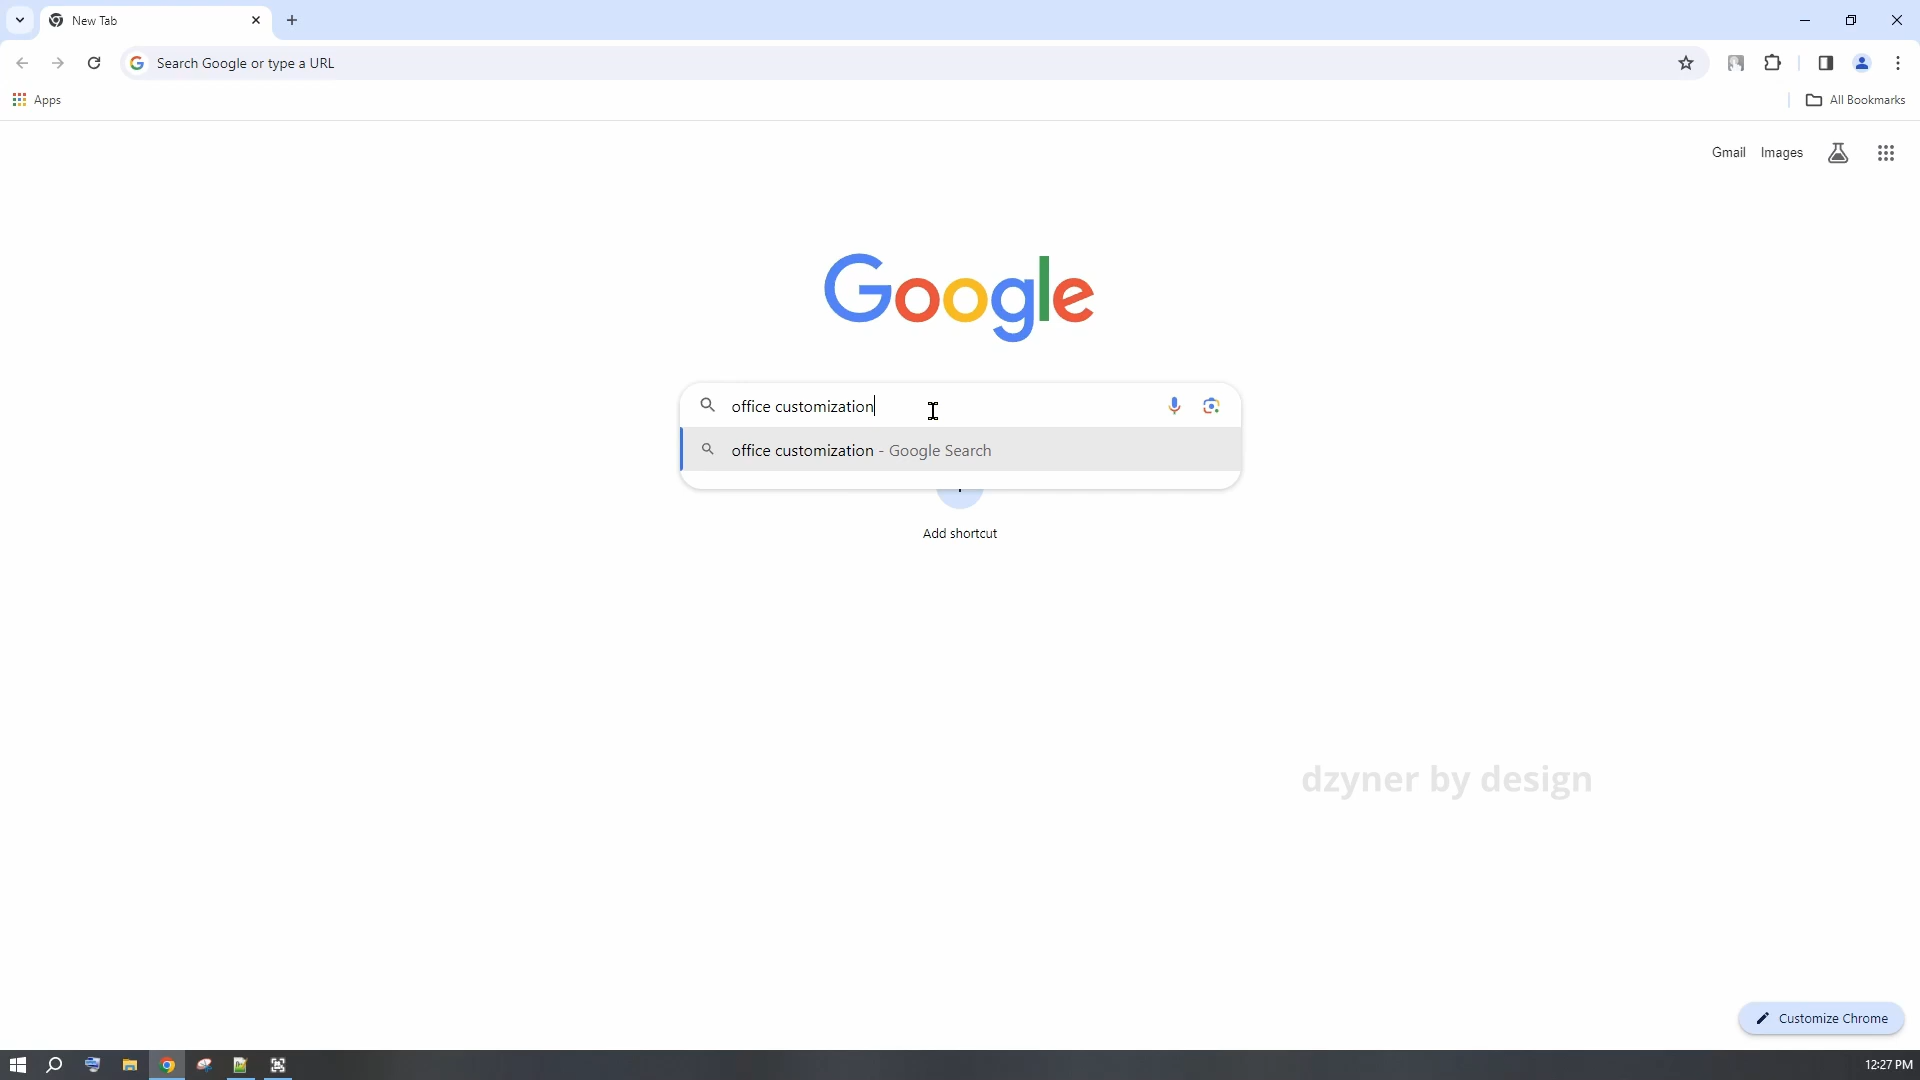 New Tab
Search Google or type a URL
Apps
All Bookmarks
Gmail Images
Google
office customization
office customization - Google Search
Add shortcut
dzyner by design
Customize Chrome
12:27 PM